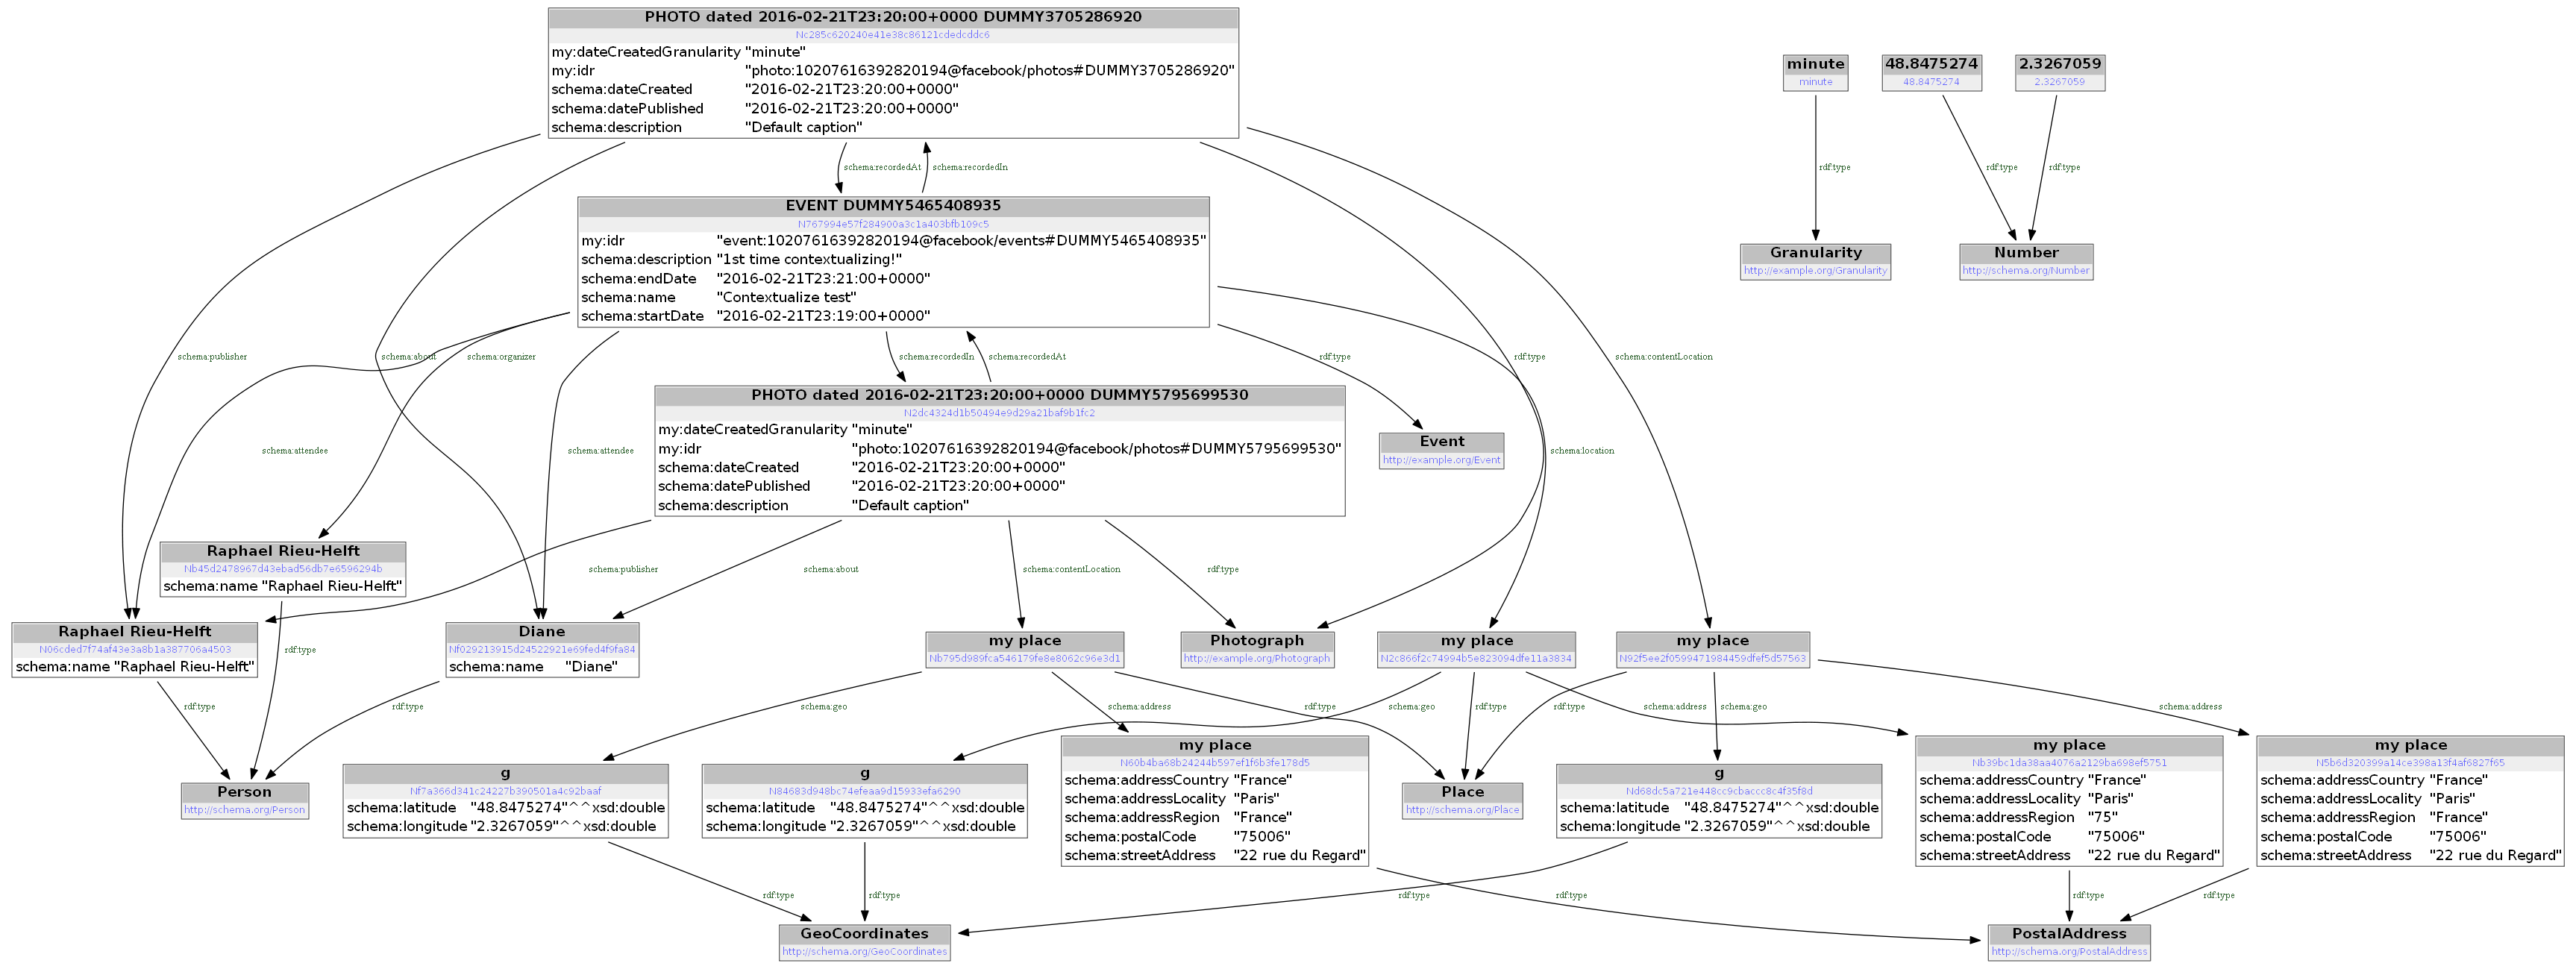 PHOTO dated 2016-02-21T23:20:00+0000 DUMMY3705286920
Nc285c620240e41e38c86121cdedcddc6
my:dateCreatedGranularity "minute"
my:idr "photo:10207616392820194@facebook/photos#DUMMY3705286920"
schema:dateCreated "2016-02-21T23:20:00+0000"
schema:datePublished "2016-02-21T23:20:00+0000"
schema:description "Default caption"
minute
minute
48.8475274
48.8475274
2.3267059
2.3267059
schema:recordedAt
schema:recordedIn
rdf:type
rdf:type
rdf:type
EVENT DUMMY5465408935
N767994e57f284900a3c1a403bfb109c5
my:idr "event:10207616392820194@facebook/events#DUMMY5465408935"
schema:description "1st time contextualizing!"
schema:endDate "2016-02-21T23:21:00+0000"
schema:name "Contextualize test"
schema:startDate "2016-02-21T23:19:00+0000"
Granularity
http://example.org/Granularity
Number
http://schema.org/Number
schema:publisher
schema:about
schema:organizer
schema:recordedIn
schema:recordedAt
rdf:type
rdf:type
schema:contentLocation
PHOTO dated 2016-02-21T23:20:00+0000 DUMMY5795699530
N2dc4324d1b50494e9d29a21baf9b1fc2
my:dateCreatedGranularity "minute"
my:idr "photo:10207616392820194@facebook/photos#DUMMY5795699530"
schema:dateCreated "2016-02-21T23:20:00+0000"
schema:datePublished "2016-02-21T23:20:00+0000"
schema:description "Default caption"
Event
http://example.org/Event
schema:attendee
schema:attendee
schema:location
Raphael Rieu-Helft
Nb45d2478967d43ebad56db7e6596294b
schema:name "Raphael Rieu-Helft"
schema:publisher
schema:about
schema:contentLocation
rdf:type
Raphael Rieu-Helft
N06cded7f74af43e3a8b1a387706a4503
schema:name "Raphael Rieu-Helft"
rdf:type
Diane
Nf029213915d24522921e69fed4f9fa84
schema:name "Diane"
my place
Nb795d989fca546179fe8e8062c96e3d1
Photograph
http://example.org/Photograph
my place
N2c866f2c74994b5e823094dfe11a3834
my place
N92f5ee2f0599471984459dfef5d57563
rdf:type
rdf:type
schema:geo
schema:address
rdf:type
schema:geo
rdf:type
rdf:type
schema:address
schema:geo
schema:address
Person
http://schema.org/Person
g
Nf7a366d341c24227b390501a4c92baaf
schema:latitude "48.8475274"^^xsd:double
schema:longitude "2.3267059"^^xsd:double
g
N84683d948bc74efeaa9d15933efa6290
schema:latitude "48.8475274"^^xsd:double
schema:longitude "2.3267059"^^xsd:double
my place
N60b4ba68b24244b597ef1f6b3fe178d5
schema:addressCountry "France"
schema:addressLocality "Paris"
schema:addressRegion "France"
schema:postalCode "75006"
schema:streetAddress "22 rue du Regard"
Place
http://schema.org/Place
g
Nd68dc5a721e448cc9cbaccc8c4f35f8d
schema:latitude "48.8475274"^^xsd:double
schema:longitude "2.3267059"^^xsd:double
my place
Nb39bc1da38aa4076a2129ba698ef5751
schema:addressCountry "France"
schema:addressLocality "Paris"
schema:addressRegion "75"
schema:postalCode "75006"
schema:streetAddress "22 rue du Regard"
my place
N5b6d320399a14ce398a13f4af6827f65
schema:addressCountry "France"
schema:addressLocality "Paris"
schema:addressRegion "France"
schema:postalCode "75006"
schema:streetAddress "22 rue du Regard"
rdf:type
rdf:type
rdf:type
rdf:type
rdf:type
rdf:type
GeoCoordinates
http://schema.org/GeoCoordinates
PostalAddress
http://schema.org/PostalAddress